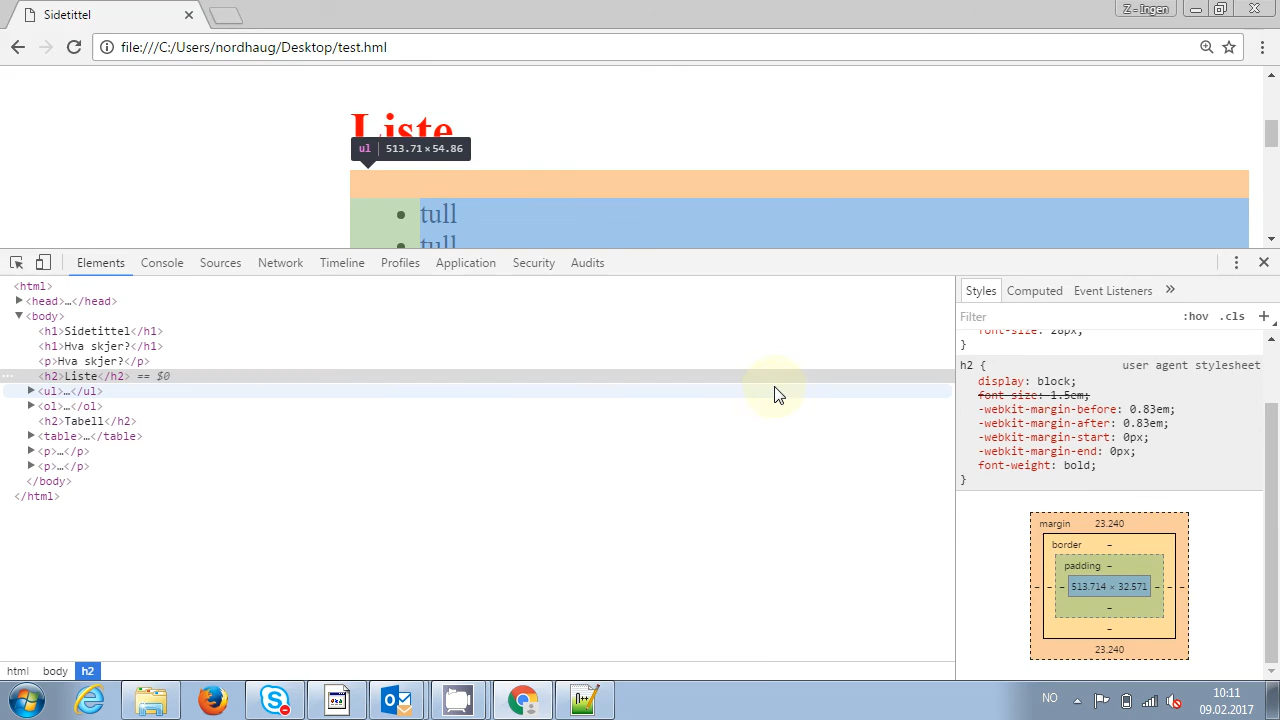 Sidetittel
Z - Ingen
file:///C:/Users/nordhaug/Desktop/test.hml
Liste
ul 513.71×54.86
tull
tull
Elements Console Sources Network Timeline Profiles Application Security Audits
<html>
<head>…</head>
<body>
<h1>Sidetittel</h1>
<h1>Hva skjer?</h1>
<p>Hva skjer?</p>
<h2>Liste</h2> == $0
<ul>…</ul>
<ol>…</ol>
<h2>Tabell</h2>
<table>…</table>
<p>…</p>
<p>…</p>
</body>
</html>
html body h2
Styles Computed Event Listeners »
Filter :hov .cls +
font-size: 28px;
}
h2 { user agent stylesheet
display: block;
font-size: 1.5em;
-webkit-margin-before: 0.83em;
-webkit-margin-after: 0.83em;
-webkit-margin-start: 0px;
-webkit-margin-end: 0px;
font-weight: bold;
}
margin 23.240
border –
padding –
– – – 513.714 × 32.571 – – –
–
–
23.240
NO
10:11
09.02.2017